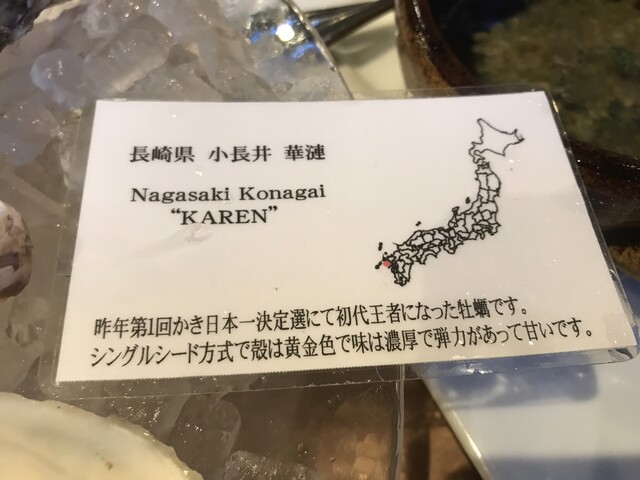 長崎県 小長井 華漣
Nagasaki Konagai
“KAREN”
昨年第1回かき日本一決定選にて初代王者になった牡蠣です。
シングルシード方式で殻は黄金色で味は濃厚で弾力があって甘いです。